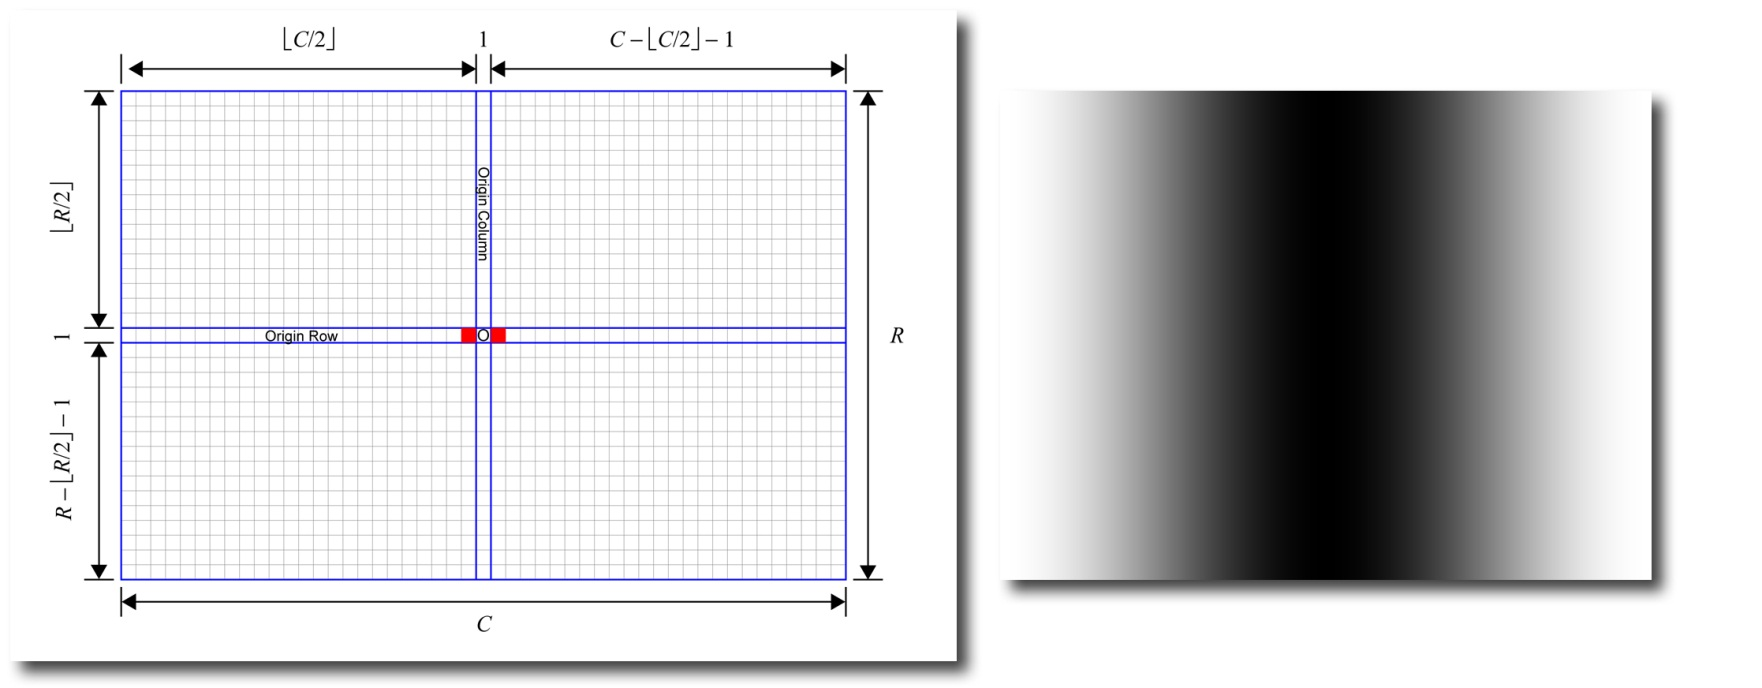 ⌊C/2⌋ 1 C – ⌊C/2⌋ – 1
⌊R/2⌋
Origin Column
1
Origin Row
O
R
R – ⌊R/2⌋ – 1
C